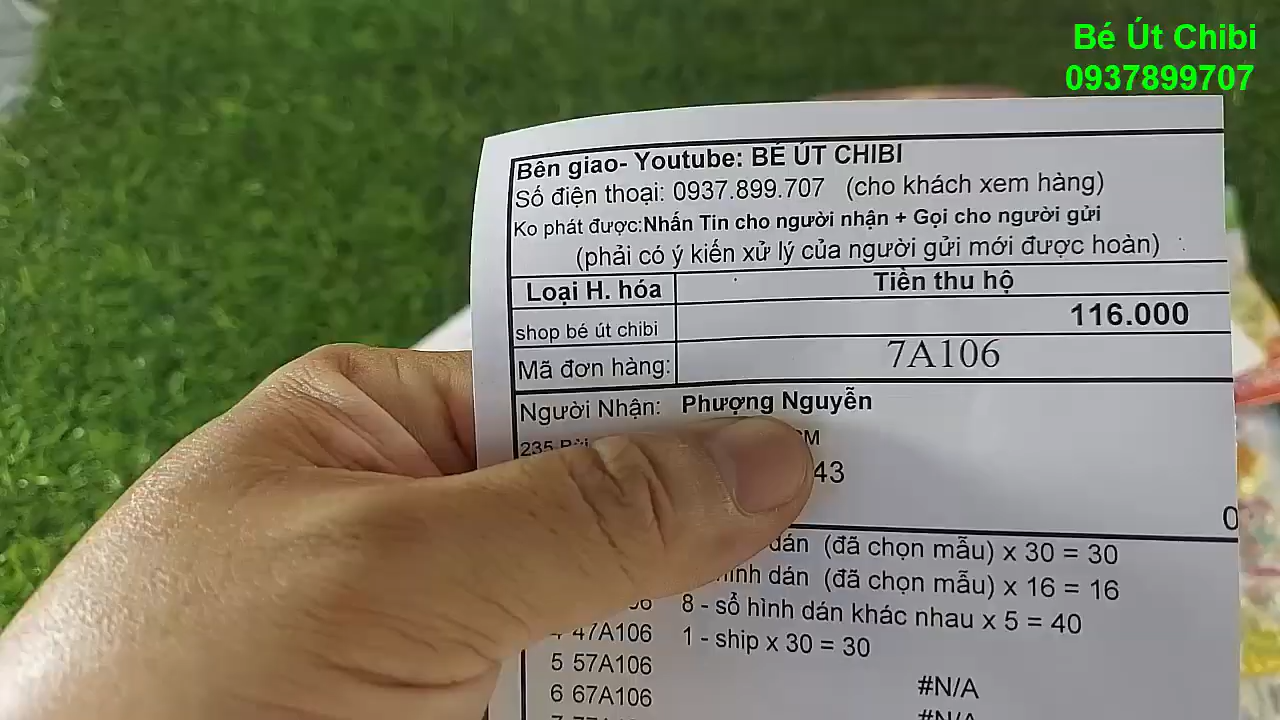 Bé Út Chibi
0937899707
Bên giao- Youtube: BÉ ÚT CHIBI
Số điện thoại: 0937.899.707 (cho khách xem hàng)
Ko phát được:Nhắn Tin cho người nhận + Gọi cho người gửi
(phải có ý kiến xử lý của người gửi mới được hoàn)
Loại H. hóa Tiền thu hộ
shop bé út chibi 116.000
Mã đơn hàng: 7A106
Người Nhận: Phượng Nguyễn
235
43
0
dán (đã chọn mẫu) x 30 = 30
hình dán (đã chọn mẫu) x 16 = 16
8 - sổ hình dán khác nhau x 5 = 40
47A106 1 - ship x 30 = 30
5 57A106
6 67A106 #N/A
#N/A